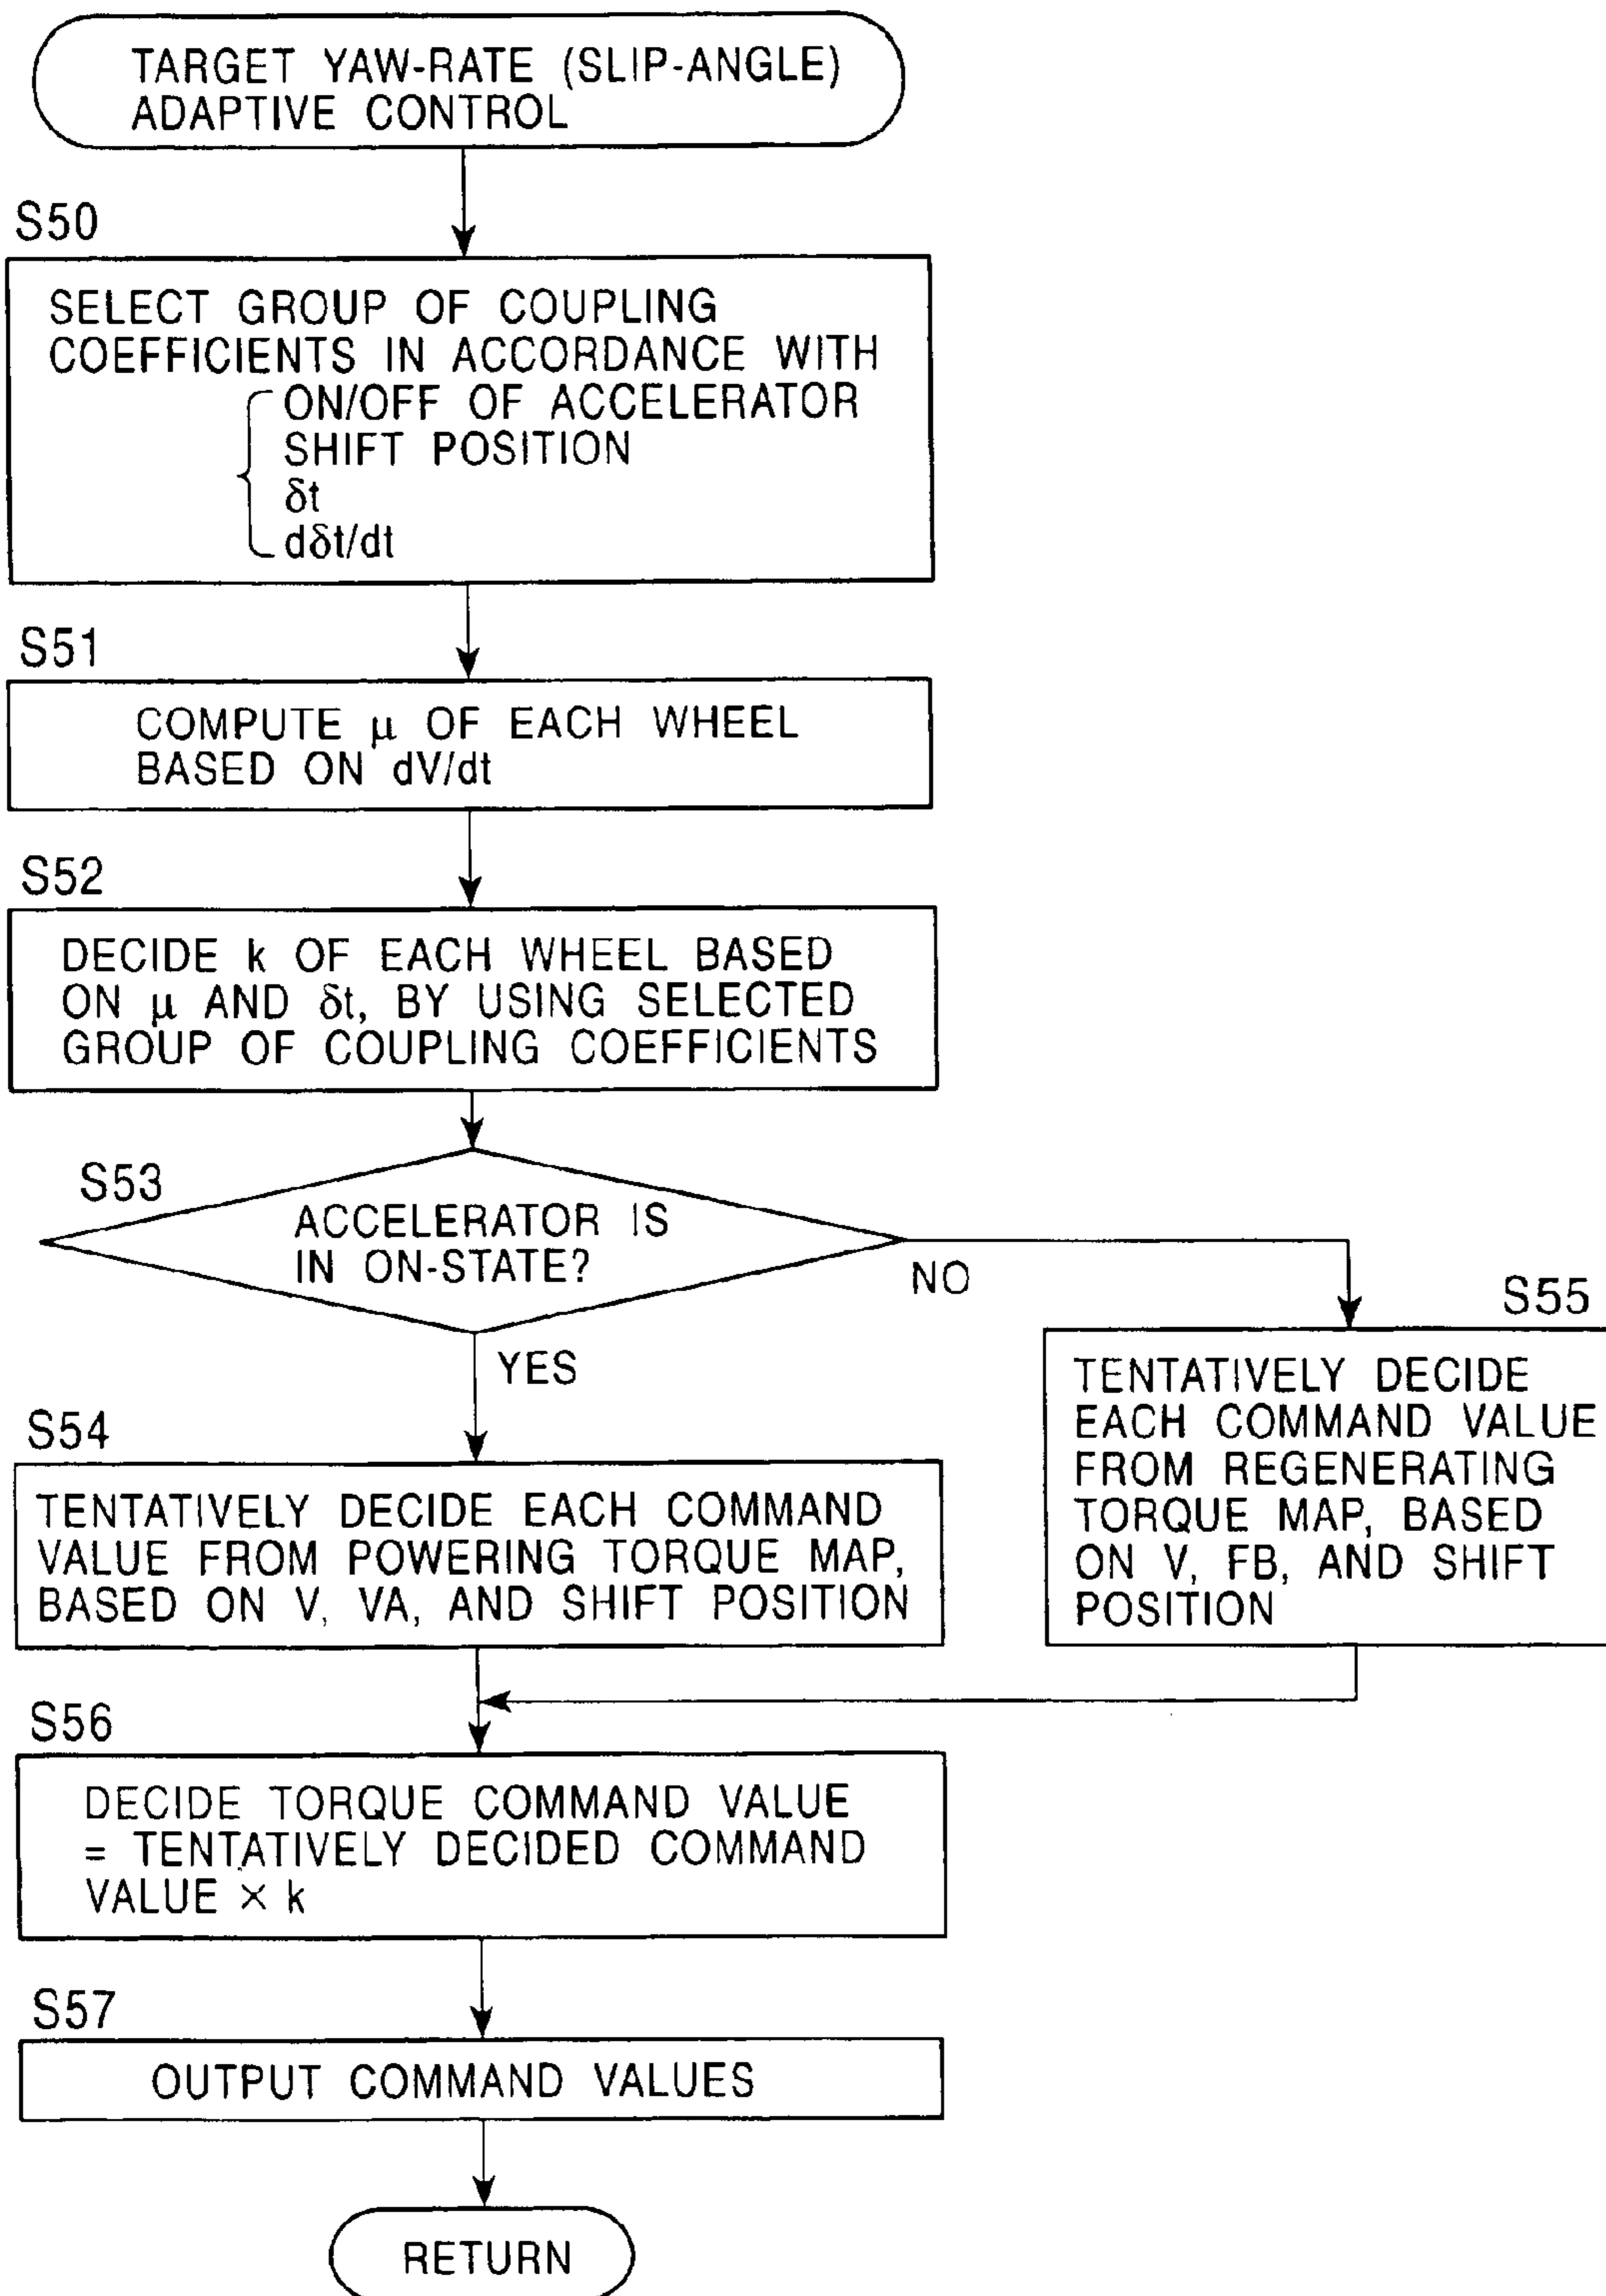 TARGET YAW-RATE (SLIP-ANGLE)
ADAPTIVE CONTROL
S50
SELECT GROUP OF COUPLING
COEFFICIENTS IN ACCORDANCE WITH
ON/OFF OF ACCELERATOR
SHIFT POSITION
δt
dδt/dt
S51
COMPUTE μ OF EACH WHEEL
BASED ON dV/dt
S52
DECIDE k OF EACH WHEEL BASED
ON μ AND δt, BY USING SELECTED
GROUP OF COUPLING COEFFICIENTS
S53
ACCELERATOR IS
IN ON-STATE?
NO
YES
S54
TENTATIVELY DECIDE EACH COMMAND
VALUE FROM POWERING TORQUE MAP,
BASED ON V, VA, AND SHIFT POSITION
S55
TENTATIVELY DECIDE
EACH COMMAND VALUE
FROM REGENERATING
TORQUE MAP, BASED
ON V, FB, AND SHIFT
POSITION
S56
DECIDE TORQUE COMMAND VALUE
= TENTATIVELY DECIDED COMMAND
VALUE × k
S57
OUTPUT COMMAND VALUES
RETURN